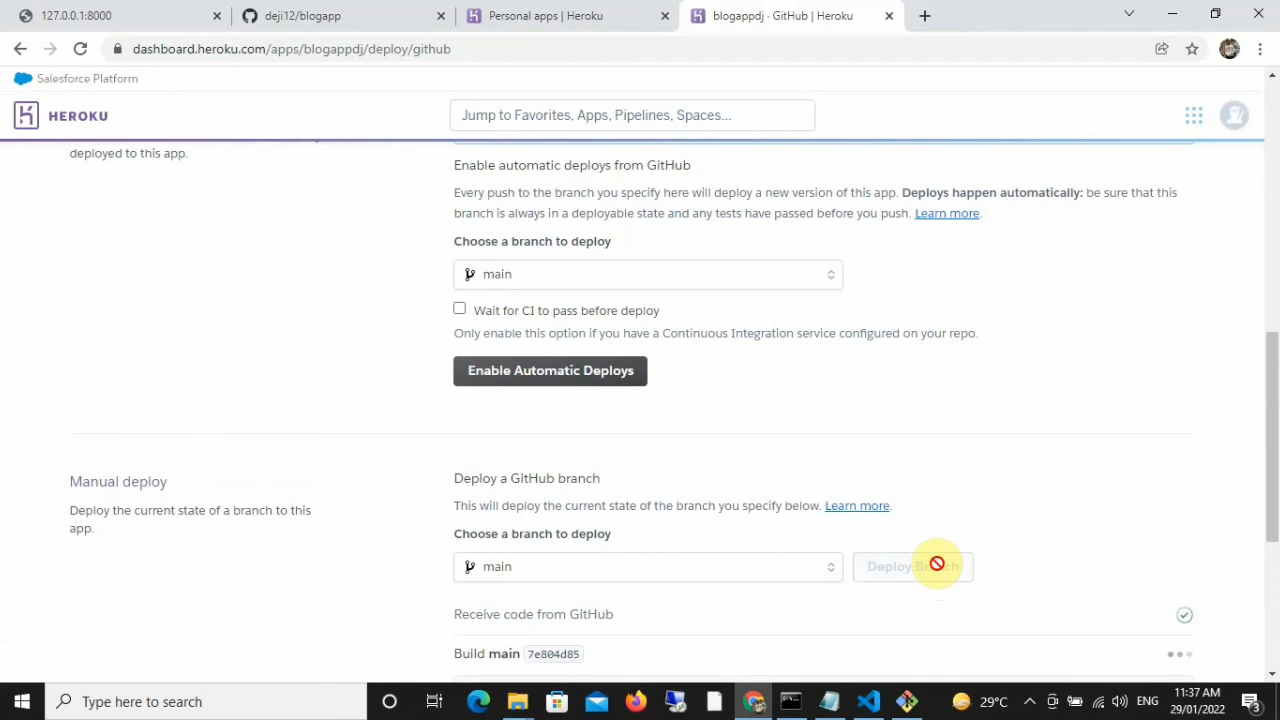 127.0.0.1:8000
deji12/blogapp
Personal apps | Heroku
blogappdj · GitHub | Heroku
dashboard.heroku.com/apps/blogappdj/deploy/github
Salesforce Platform
HEROKU
Jump to Favorites, Apps, Pipelines, Spaces...
deployed to this app.
Enable automatic deploys from GitHub
Every push to the branch you specify here will deploy a new version of this app. Deploys happen automatically: be sure that this
branch is always in a deployable state and any tests have passed before you push. Learn more.
Choose a branch to deploy
main
Wait for CI to pass before deploy
Only enable this option if you have a Continuous Integration service configured on your repo.
Enable Automatic Deploys
Manual deploy
Deploy the current state of a branch to this
app.
Deploy a GitHub branch
This will deploy the current state of the branch you specify below. Learn more.
Choose a branch to deploy
main
Deploy Branch
Receive code from GitHub
Build main 7e804d85
Type here to search
29°C
ENG
11:37 AM
29/01/2022
3